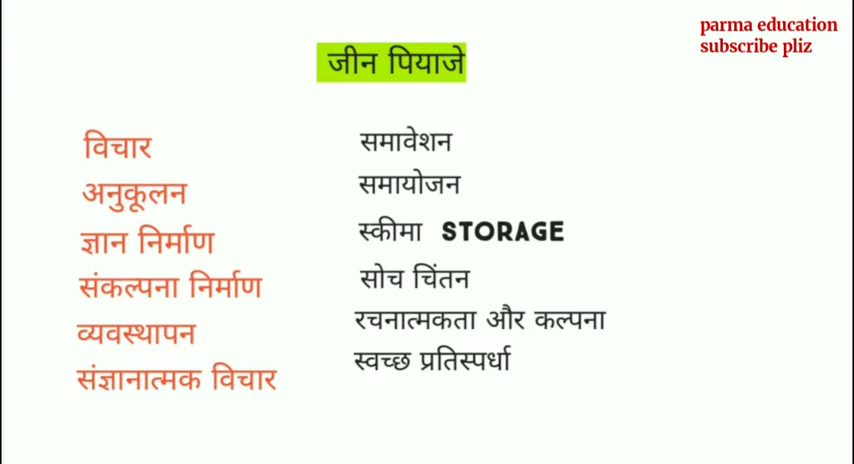 parma education
subscribe pliz
जीन पियाजे
विचार
अनुकूलन
ज्ञान निर्माण
संकल्पना निर्माण
व्यवस्थापन
संज्ञानात्मक विचार
समावेशन
समायोजन
स्कीमा STORAGE
सोच चिंतन
रचनात्मकता और कल्पना
स्वच्छ प्रतिस्पर्धा